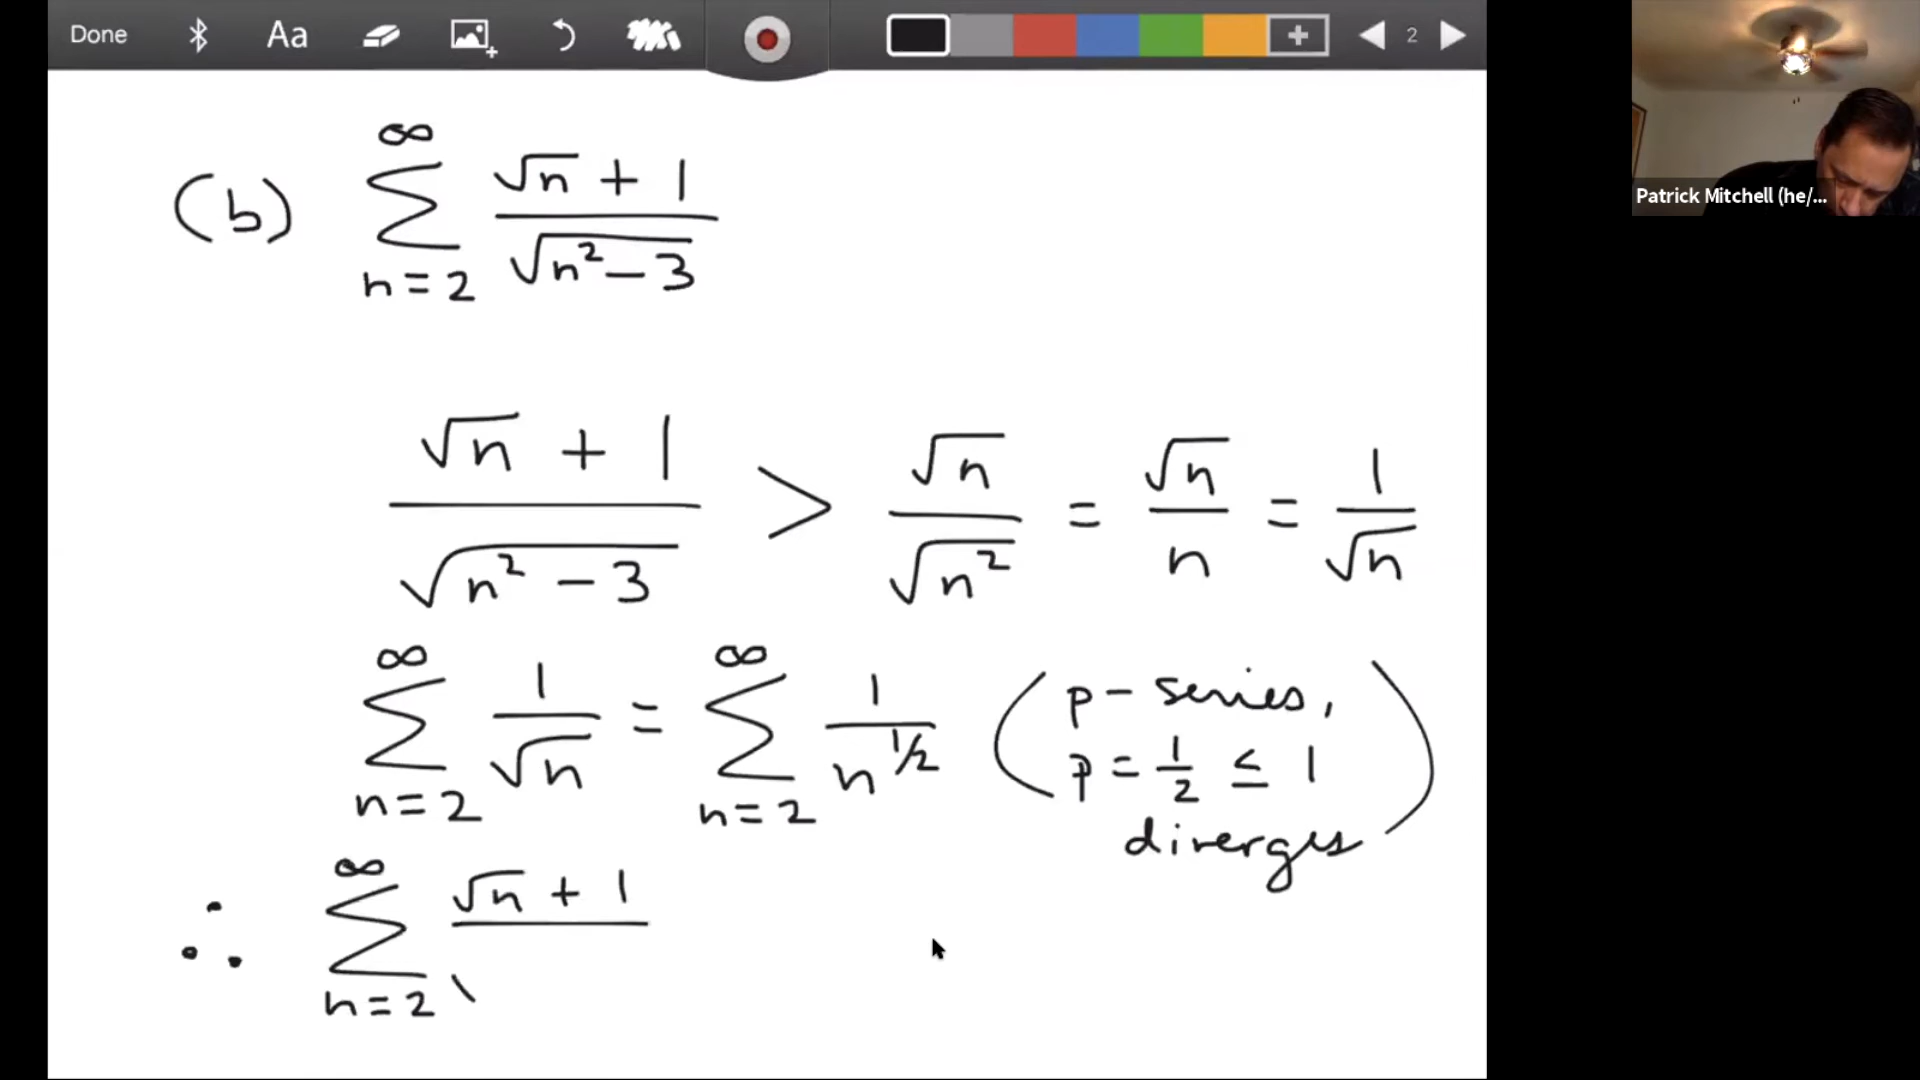 Done Aa 2
(b) ∞ ∑ n=2 (√n + 1)/√(n² − 3)
(√n + 1)/√(n² − 3) > √n/√(n²) = √n/n = 1/√n
∞ ∑ n=2 1/√n = ∞ ∑ n=2 1/n^(1/2) (p-series, p = 1/2 ≤ 1 diverges)
∴ ∞ ∑ n=2 √n + 1
Patrick Mitchell (he/...